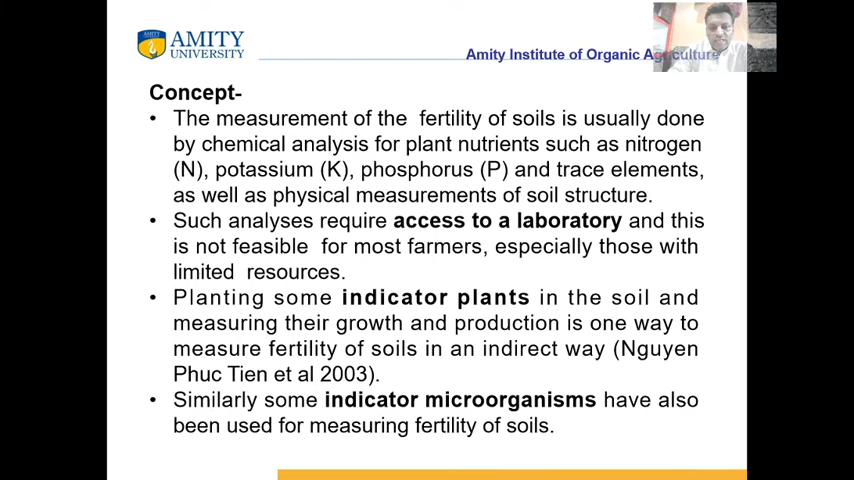 AMITY
UNIVERSITY
AMITY
Amity Institute of Organic Agriculture
Concept-
• The measurement of the fertility of soils is usually done
by chemical analysis for plant nutrients such as nitrogen
(N), potassium (K), phosphorus (P) and trace elements,
as well as physical measurements of soil structure.
• Such analyses require access to a laboratory and this
is not feasible for most farmers, especially those with
limited resources.
• Planting some indicator plants in the soil and
measuring their growth and production is one way to
measure fertility of soils in an indirect way (Nguyen
Phuc Tien et al 2003).
• Similarly some indicator microorganisms have also
been used for measuring fertility of soils.